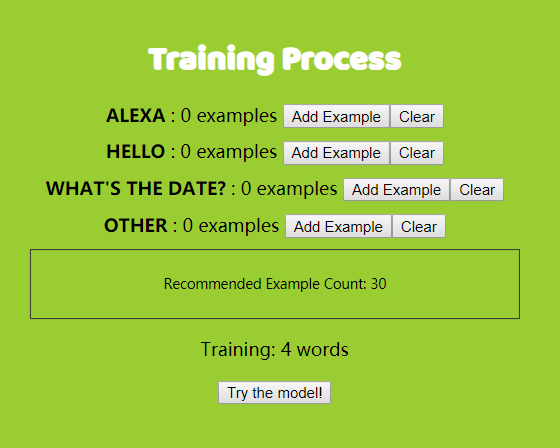 Training Process
ALEXA : 0 examples Add Example Clear
HELLO : 0 examples Add Example Clear
WHAT'S THE DATE? : 0 examples Add Example Clear
OTHER : 0 examples Add Example Clear
Recommended Example Count: 30
Training: 4 words
Try the model!